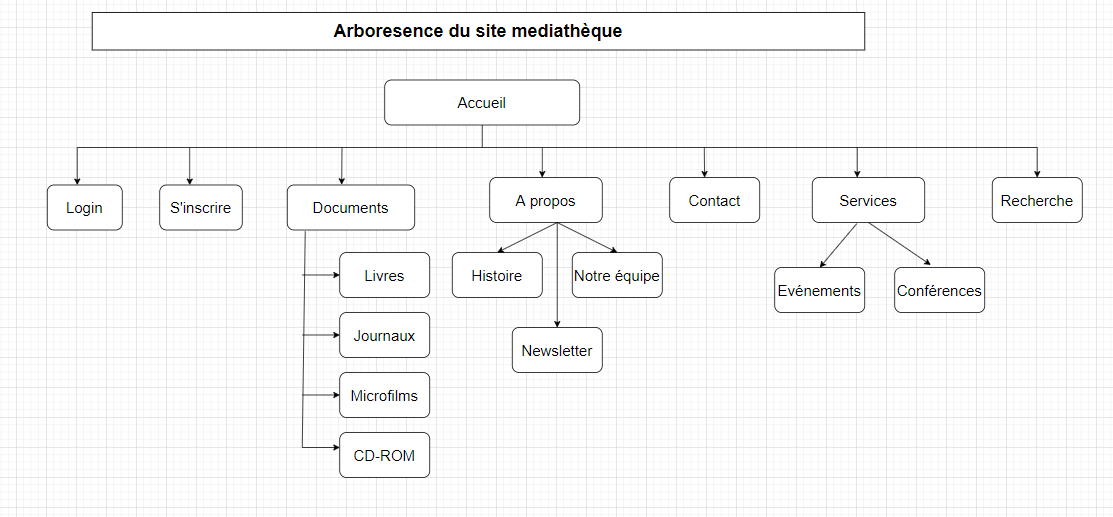 Arboresence du site mediathèque
Accueil
Login
S'inscrire
Documents
A propos
Contact
Services
Recherche
Livres
Journaux
Microfilms
CD-ROM
Histoire
Notre équipe
Newsletter
Evénements
Conférences